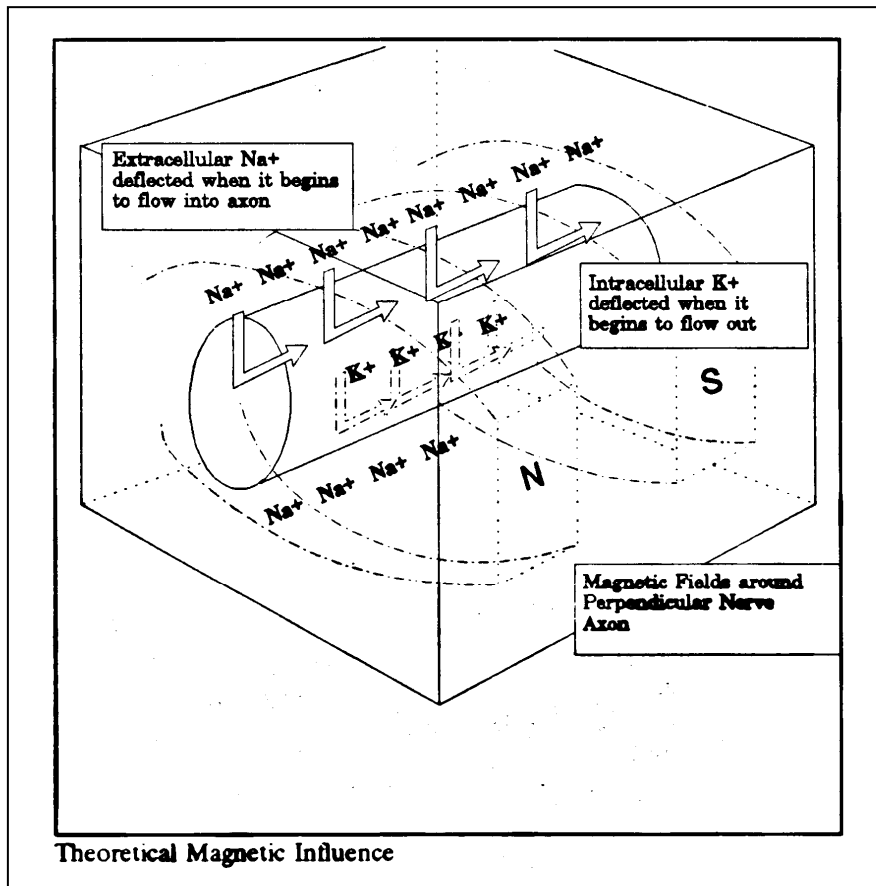 Extracellular Na+
deflected when it begins
to flow into axon
Na+ Na+ Na+ Na+ Na+ Na+ Na+ Na+
Intracellular K+
deflected when it
begins to flow out
K+ K+ K+ K+
S
N
Na+ Na+ Na+ Na+
Magnetic Fields around
Perpendicular Nerve
Axon
Theoretical Magnetic Influence